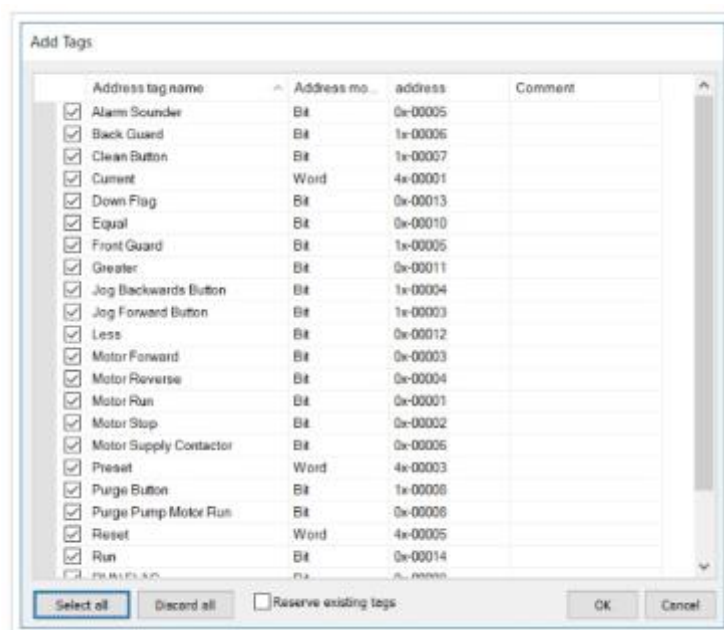 Add Tags
Address tag name Address mo... address Comment
Alarm Sounder Bit 0x-00005
Back Guard Bit 1x-00006
Clean Button Bit 1x-00007
Current Word 4x-00001
Down Flag Bit 0x-00013
Equal Bit 0x-00010
Front Guard Bit 1x-00005
Greater Bit 0x-00011
Jog Backwards Button Bit 1x-00004
Jog Forward Button Bit 1x-00003
Less Bit 0x-00012
Motor Forward Bit 0x-00003
Motor Reverse Bit 0x-00004
Motor Run Bit 0x-00001
Motor Stop Bit 0x-00002
Motor Supply Contactor Bit 0x-00006
Preset Word 4x-00003
Purge Button Bit 1x-00008
Purge Pump Motor Run Bit 0x-00008
Reset Word 4x-00005
Run Bit 0x-00014
Select all Discard all Reserve existing tags OK Cancel